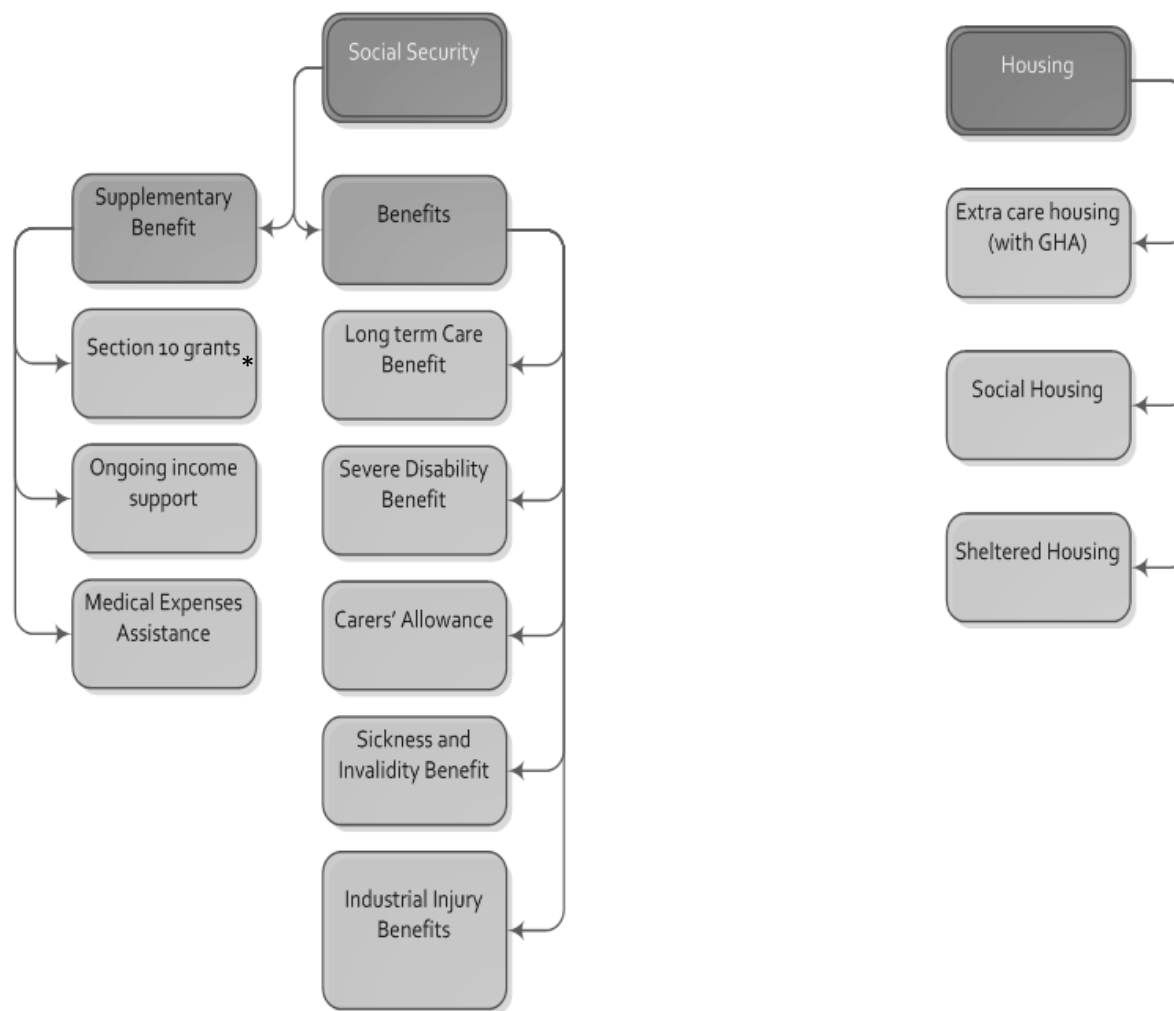 Social Security
Supplementary
Benefit
Section 10 grants *
Ongoing income
support
Medical Expenses
Assistance
Benefits
Long term Care
Benefit
Severe Disability
Benefit
Carers’ Allowance
Sickness and
Invalidity Benefit
Industrial Injury
Benefits
Housing
Extra care housing
(with GHA)
Social Housing
Sheltered Housing